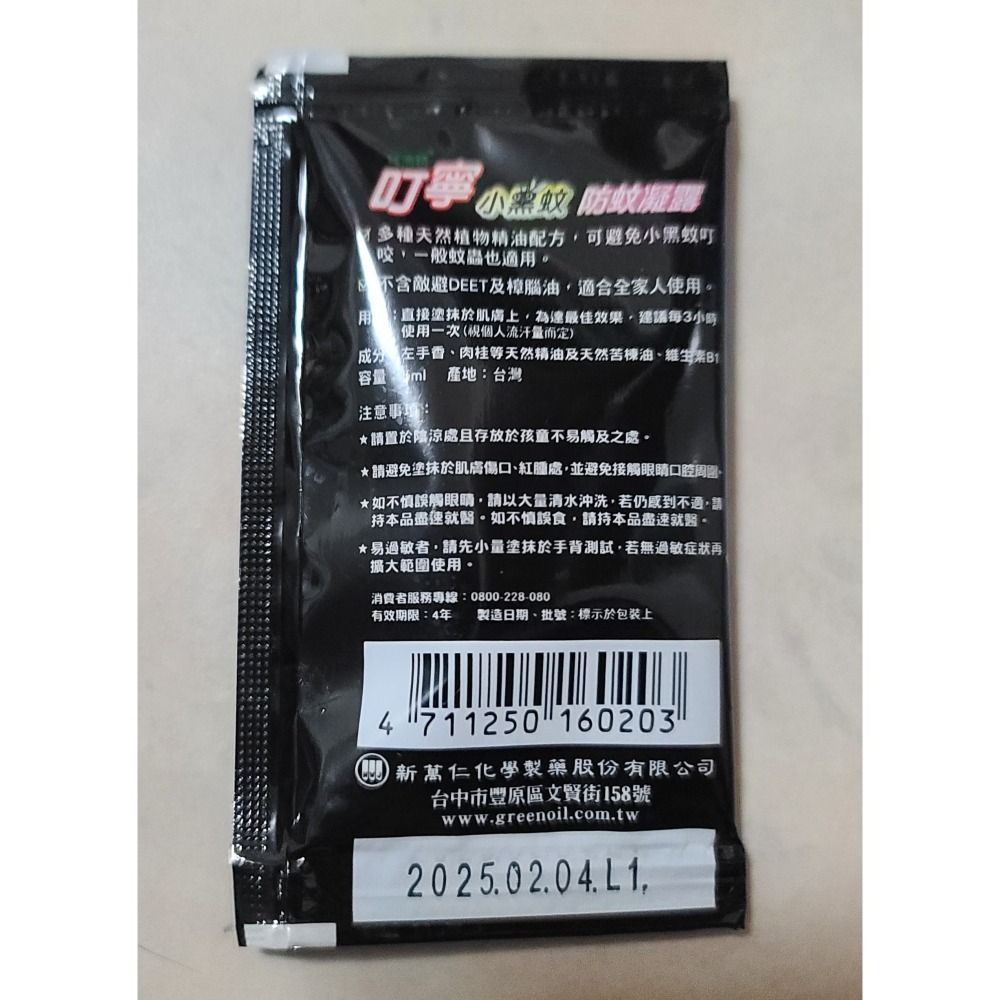 叮寧 小黑蚊 防蚊凝露
多種天然植物精油配方，可避免小黑蚊叮
咬，一般蚊蟲也適用。
不含敵避DEET及樟腦油，適合全家人使用。
用 ：直接塗抹於肌膚上，為達最佳效果，建議每3小時
使用一次(視個人流汗量而定)
成分 左手香、肉桂等天然精油及天然苦楝油、維生素B1
容量 ml 產地：台灣
注意事項：
★請置於陰涼處且存放於孩童不易觸及之處。
★請避免塗抹於肌膚傷口、紅腫處，並避免接觸眼睛口腔周圍
★如不慎誤觸眼睛，請以大量清水沖洗，若仍感到不適，請
持本品盡速就醫。如不慎誤食，請持本品盡速就醫。
★易過敏者，請先小量塗抹於手背測試，若無過敏症狀再
擴大範圍使用。
消費者服務專線：0800-228-080
有效期限：4年 製造日期、批號：標示於包裝上
4 711250 160203
新萬仁化學製藥股份有限公司
台中市豐原區文賢街158號
www.greenoil.com.tw
2025.02.04.L1.